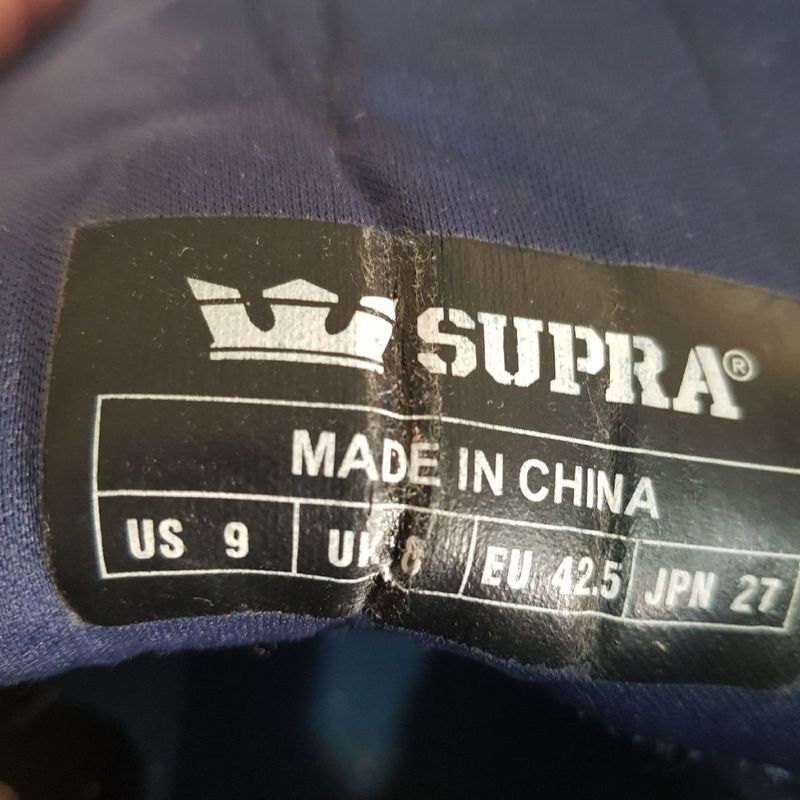 SUPRA®
MADE IN CHINA
US 9 UK 8 EU 42.5 JPN 27